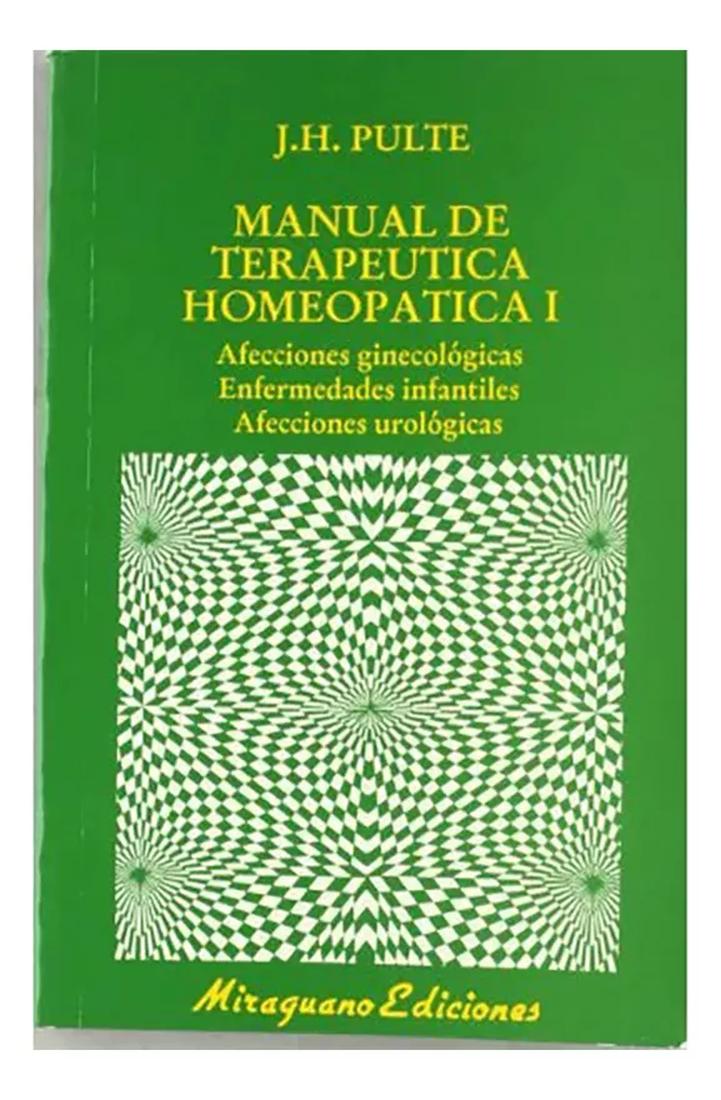 J.H. PULTE
MANUAL DE
TERAPEUTICA
HOMEOPATICA I
Afecciones ginecológicas
Enfermedades infantiles
Afecciones urológicas
Miraguano Ediciones